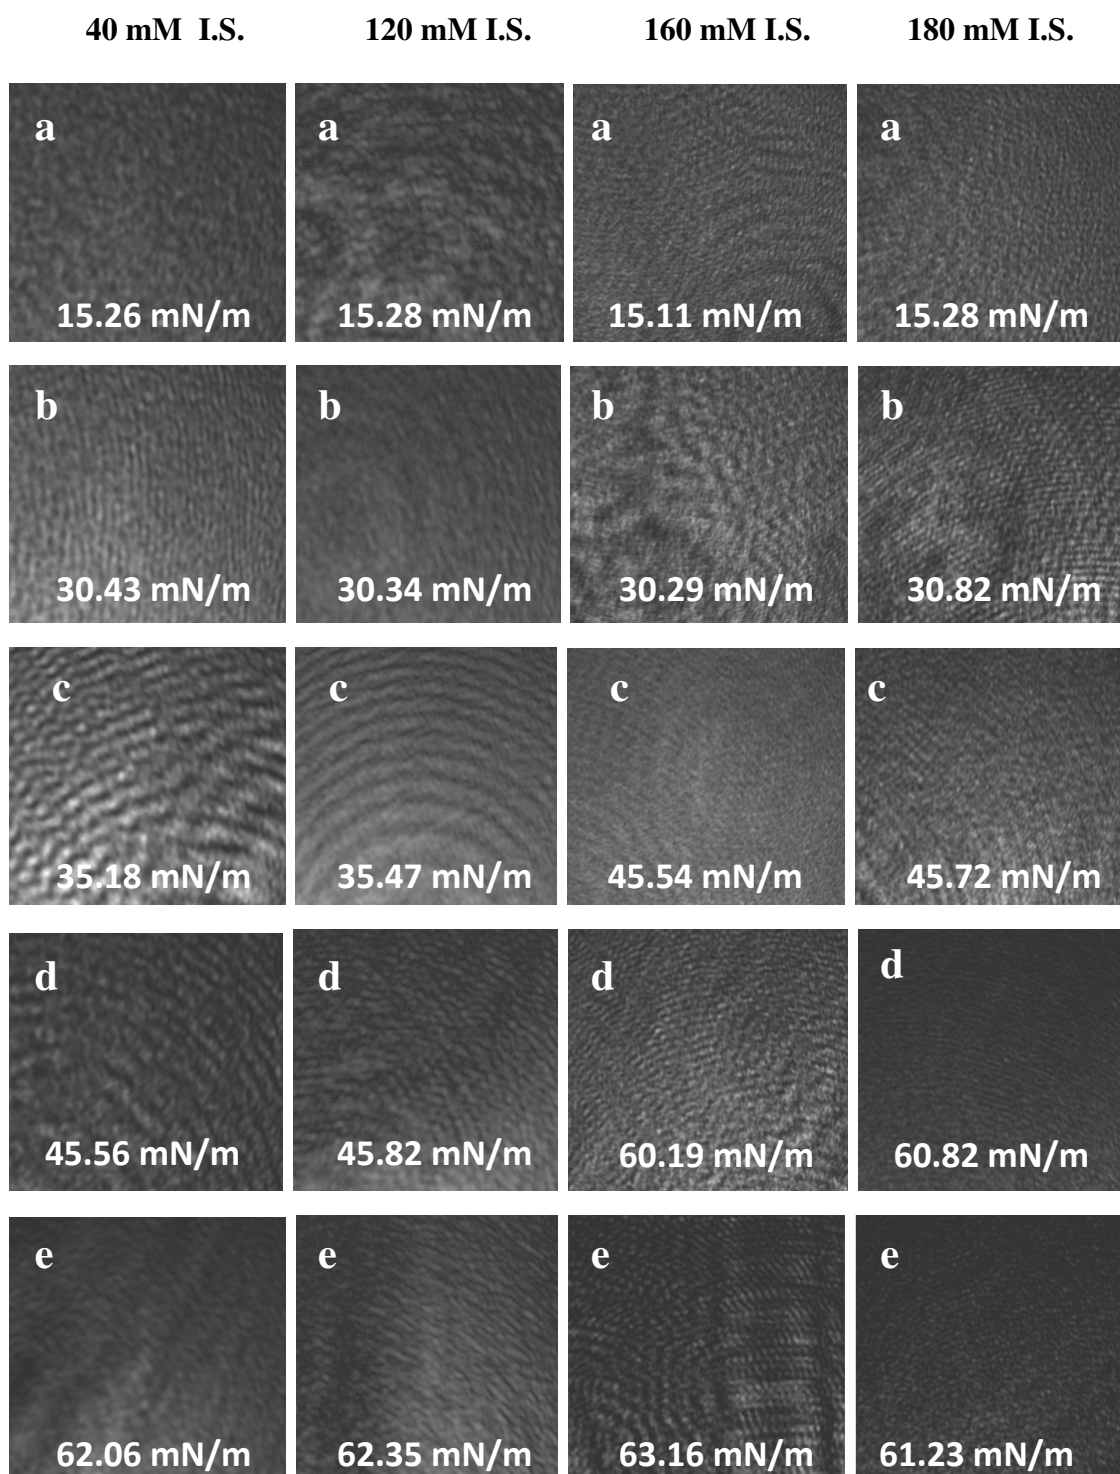 40 mM  I.S. 120 mM I.S. 160 mM I.S. 180 mM I.S.
a a a a
15.26 mN/m 15.28 mN/m 15.11 mN/m 15.28 mN/m
b b b b
30.43 mN/m 30.34 mN/m 30.29 mN/m 30.82 mN/m
c c c c
35.18 mN/m 35.47 mN/m 45.54 mN/m 45.72 mN/m
d d d d
45.56 mN/m 45.82 mN/m 60.19 mN/m 60.82 mN/m
e e e e
62.06 mN/m 62.35 mN/m 63.16 mN/m 61.23 mN/m